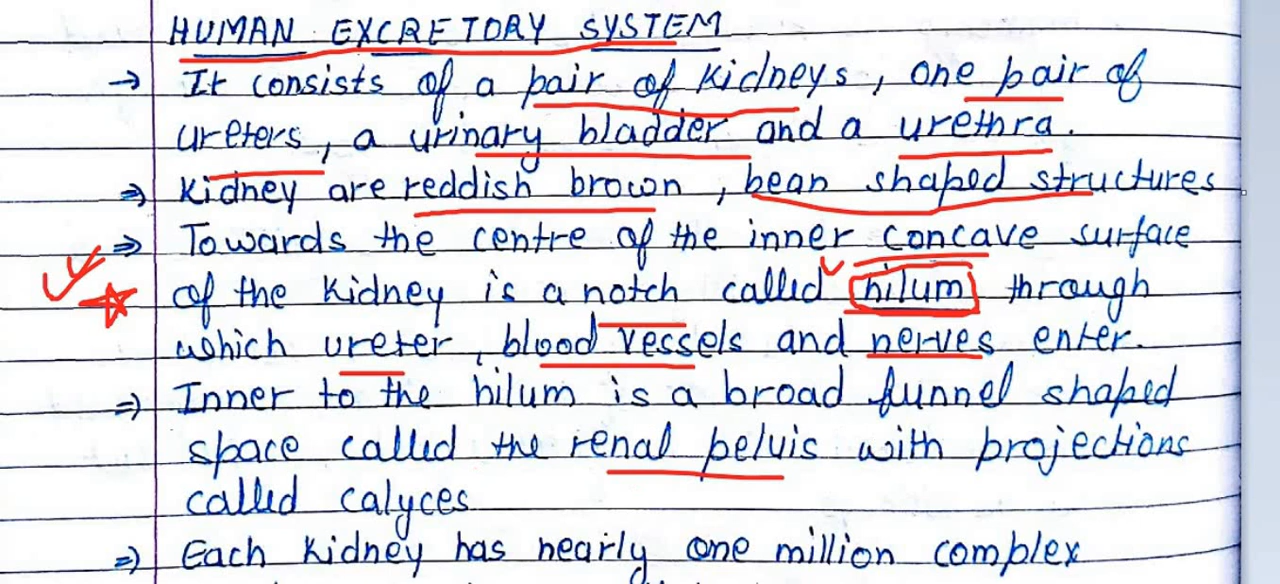 HUMAN EXCRETORY SYSTEM
→ It consists of a pair of kidneys, one pair of
ureters, a urinary bladder and a urethra.
⇒ Kidney are reddish brown, bean shaped structures
⇒ Towards the centre of the inner concave surface
of the kidney is a notch called hilum through
which ureter, blood vessels and nerves enter.
⇒ Inner to the hilum is a broad funnel shaped
space called the renal pelvis with projections
called calyces
⇒ Each kidney has nearly one million complex